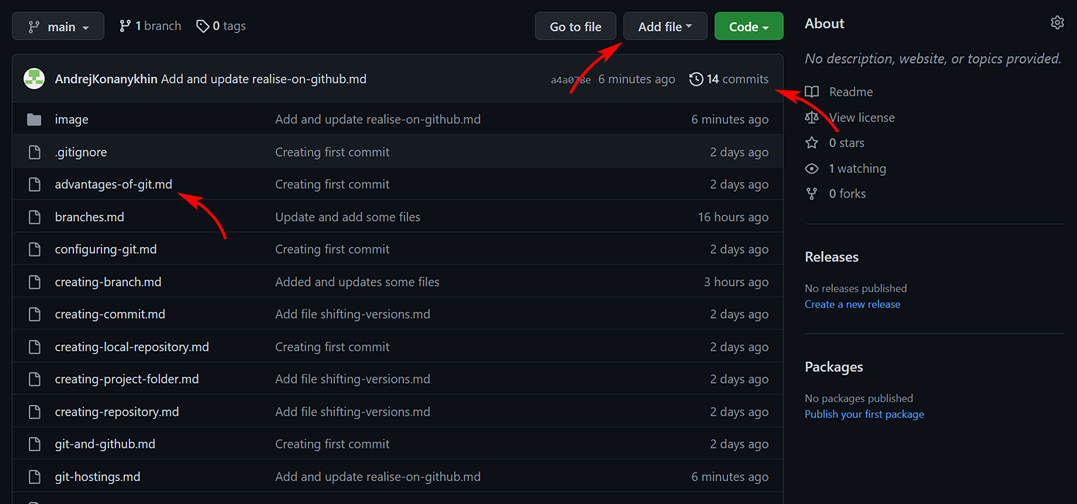 main 1 branch 0 tags Go to file Add file Code
AndrejKonanykhin Add and update realise-on-github.md 6 minutes ago 14 commits
image Add and update realise-on-github.md 6 minutes ago
.gitignore Creating first commit 2 days ago
advantages-of-git.md Creating first commit 2 days ago
branches.md Update and add some files 16 hours ago
configuring-git.md Creating first commit 2 days ago
creating-branch.md Added and updates some files 3 hours ago
creating-commit.md Add file shifting-versions.md 2 days ago
creating-local-repository.md Creating first commit 2 days ago
creating-project-folder.md Add file shifting-versions.md 2 days ago
creating-repository.md Add file shifting-versions.md 2 days ago
git-and-github.md Creating first commit 2 days ago
git-hostings.md Add and update realise-on-github.md 6 minutes ago
About
No description, website, or topics provided.
Readme
View license
0 stars
1 watching
0 forks
Releases
No releases published
Create a new release
Packages
No packages published
Publish your first package